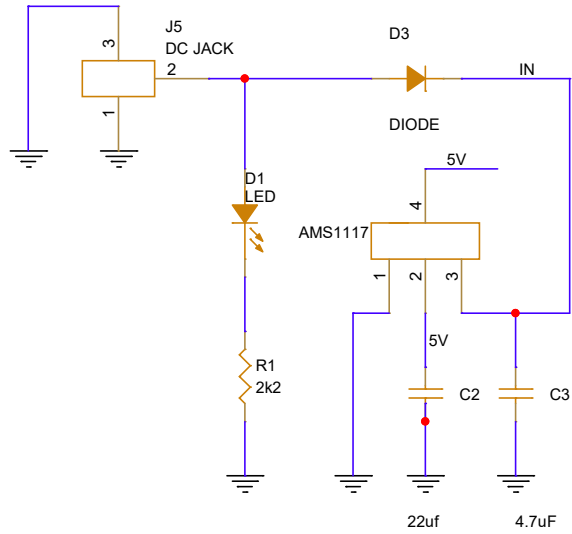 J5
DC JACK
3
2
1
D3
IN
DIODE
D1
LED
5V
4
AMS1117
1
2
3
5V
R1
2k2
C2
C3
22uf
4.7uF